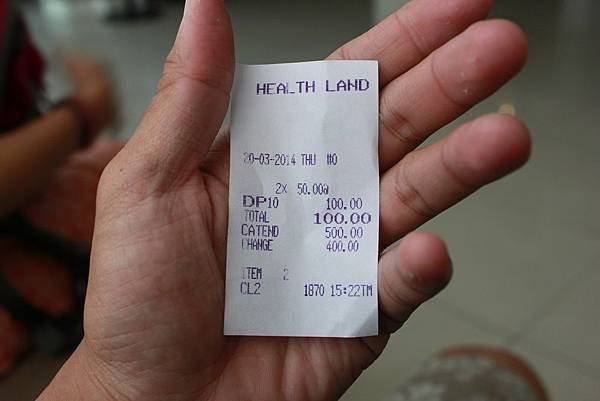 HEALTH LAND
20-03-2014 THU #0
2X 50.00@
DP10 100.00
TOTAL 100.00
CATEND 500.00
CHANGE 400.00
ITEM 2
CL2 1870 15:22TM